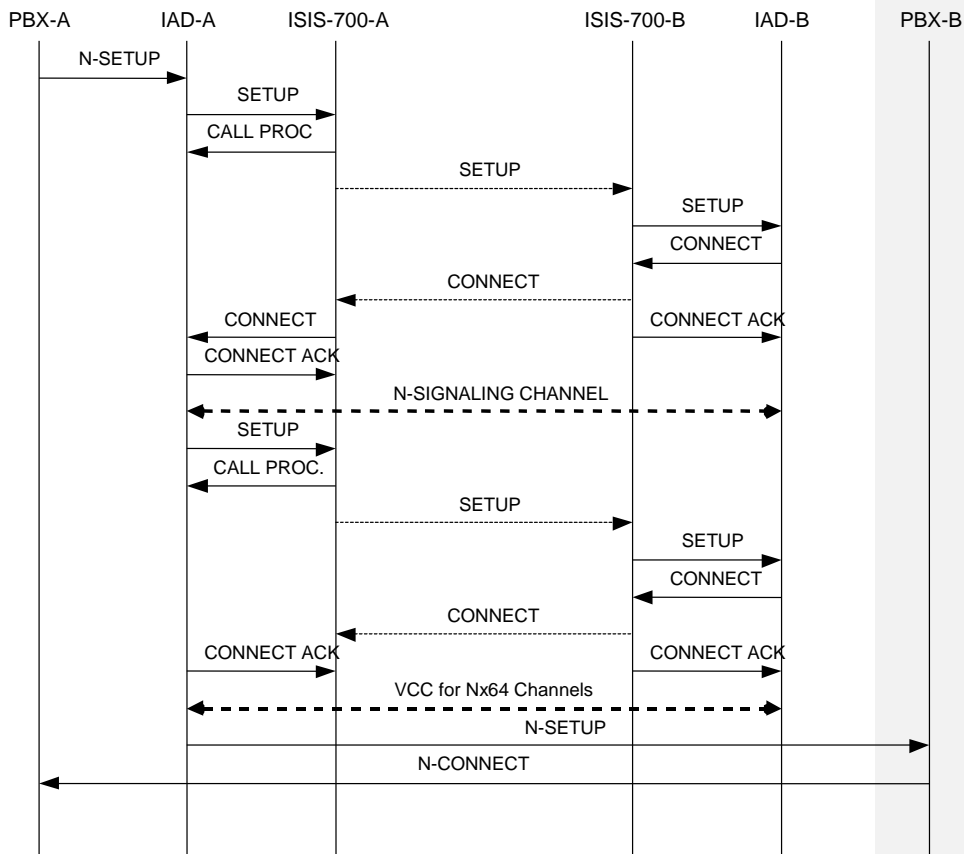 PBX-A IAD-A ISIS-700-A ISIS-700-B IAD-B PBX-B
N-SETUP
SETUP
CALL PROC
SETUP
SETUP
CONNECT
CONNECT
CONNECT CONNECT ACK
CONNECT ACK
N-SIGNALING CHANNEL
SETUP
CALL PROC.
SETUP
SETUP
CONNECT
CONNECT
CONNECT ACK CONNECT ACK
VCC for Nx64 Channels
N-SETUP
N-CONNECT